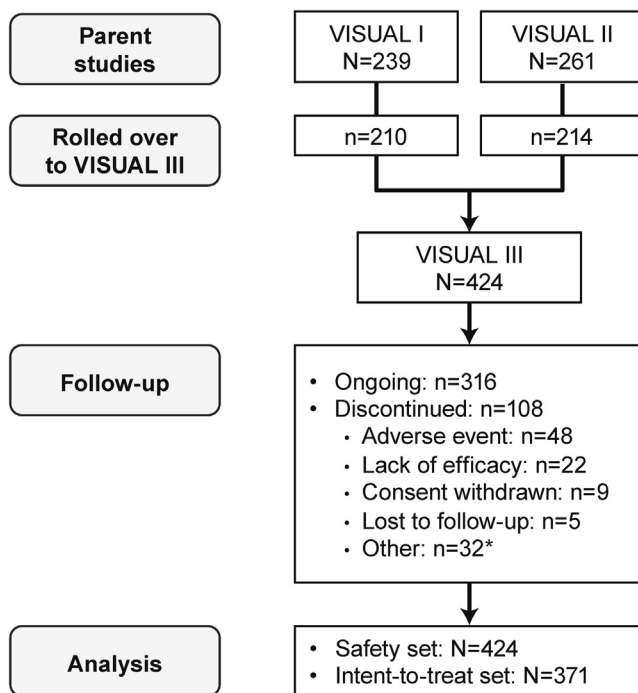 Parent
studies
VISUAL I
N=239
VISUAL II
N=261
Rolled over
to VISUAL III
n=210
n=214
VISUAL III
N=424
Follow-up
• Ongoing: n=316
• Discontinued: n=108
• Adverse event: n=48
• Lack of efficacy: n=22
• Consent withdrawn: n=9
• Lost to follow-up: n=5
• Other: n=32*
Analysis
• Safety set: N=424
• Intent-to-treat set: N=371